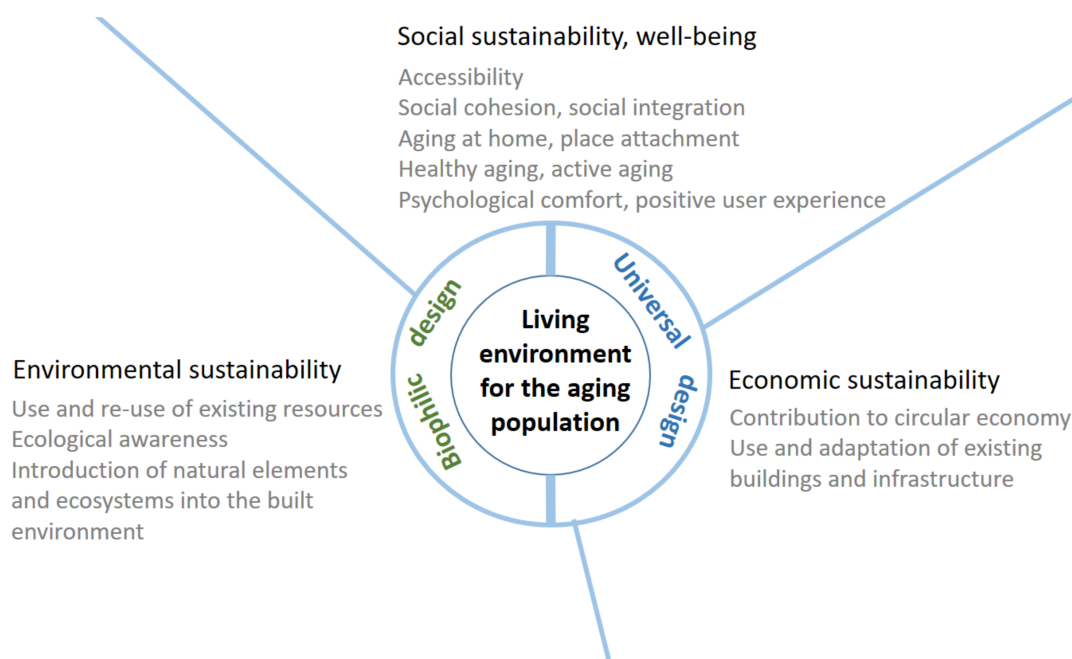 Social sustainability, well-being
Accessibility
Social cohesion, social integration
Aging at home, place attachment
Healthy aging, active aging
Psychological comfort, positive user experience
Biophilic design
Living
environment
for the aging
population
Universal design
Environmental sustainability
Use and re-use of existing resources
Ecological awareness
Introduction of natural elements
and ecosystems into the built
environment
Economic sustainability
Contribution to circular economy
Use and adaptation of existing
buildings and infrastructure